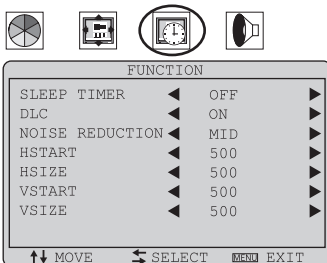 FUNCTION
SLEEP TIMER OFF
DLC ON
NOISE REDUCTION MID
HSTART 500
HSIZE 500
VSTART 500
VSIZE 500
MOVE SELECT MENU EXIT